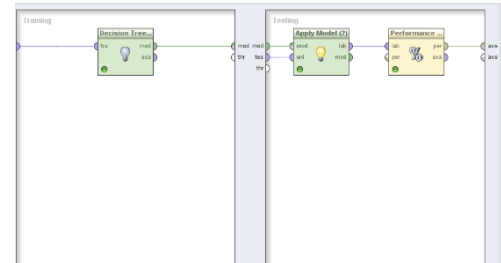 Training
Decision Tree...
tra mod
exa
mod
thr
Testing
mod
tes
thr
Apply Model (2)
mod lab
unl mod
Performance ...
lab per
per exa
%
ave
ave